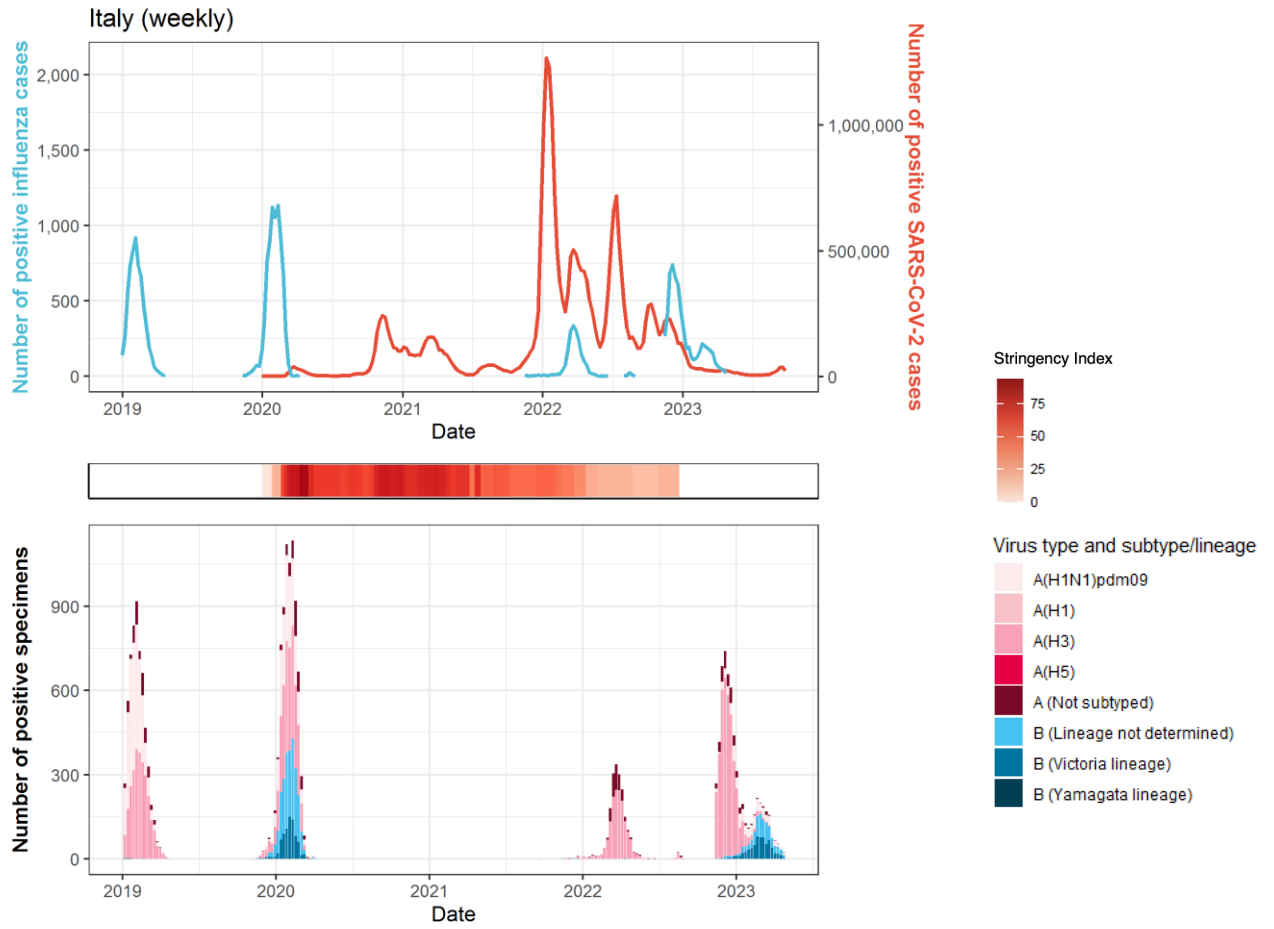 Italy (weekly)
Number of positive influenza cases
2,000
1,500
1,000
500
0
1,000,000
500,000
0
Number of positive SARS-CoV-2 cases
2019
2020
2021
2022
2023
Date
Stringency Index
75
50
25
0
Number of positive specimens
900
600
300
0
2019
2020
2021
2022
2023
Date
Virus type and subtype/lineage
A(H1N1)pdm09
A(H1)
A(H3)
A(H5)
A (Not subtyped)
B (Lineage not determined)
B (Victoria lineage)
B (Yamagata lineage)